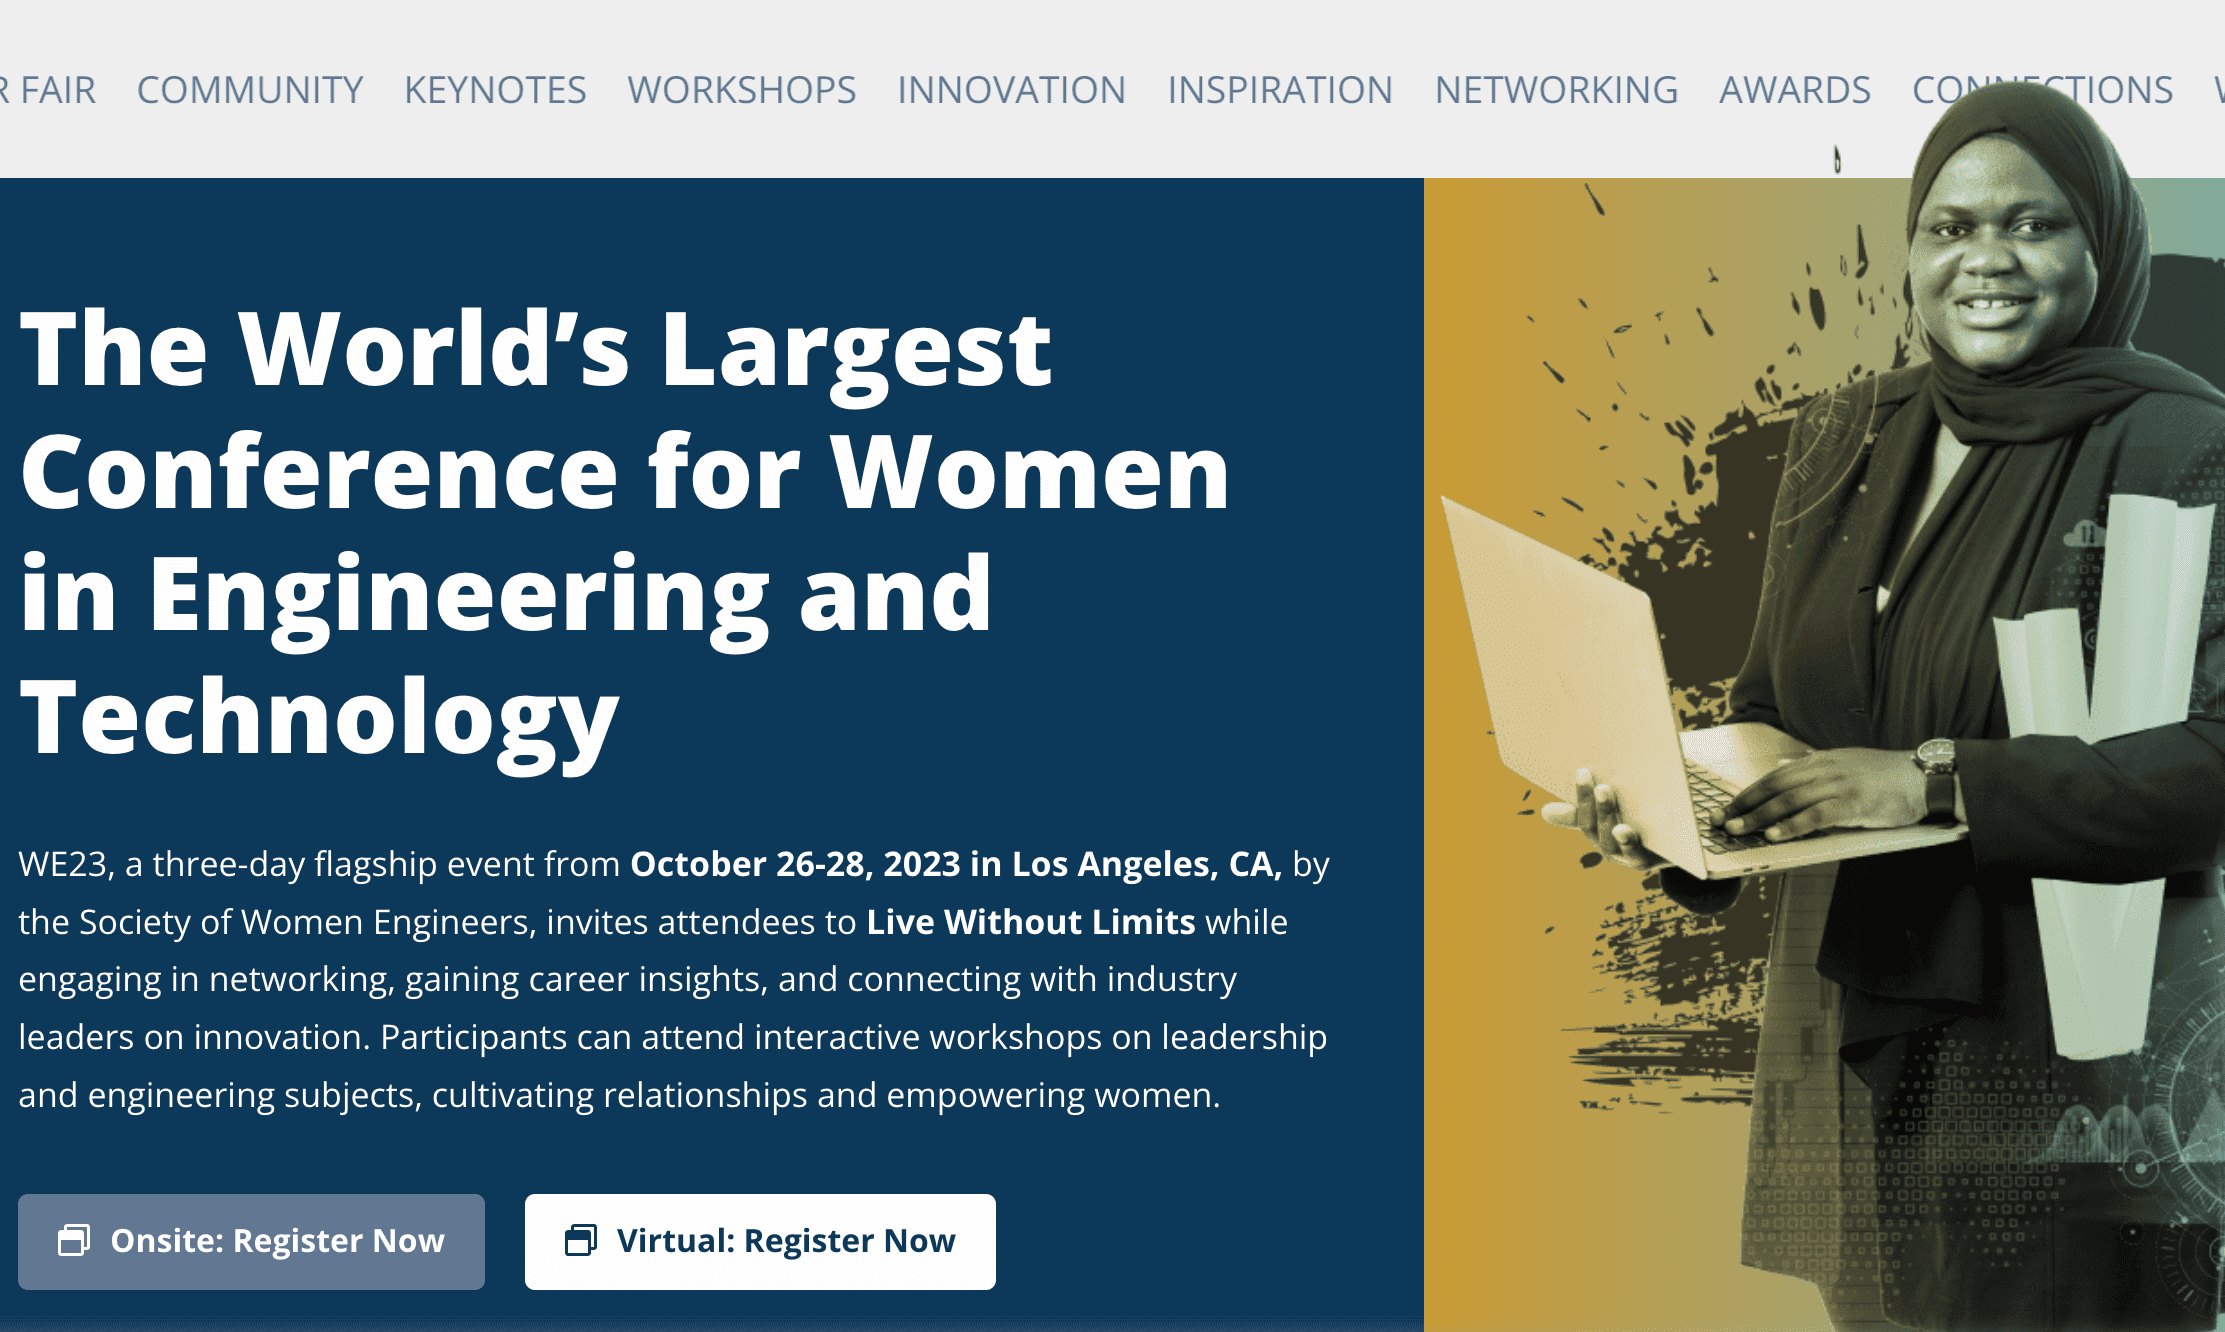 R FAIR COMMUNITY KEYNOTES WORKSHOPS INNOVATION INSPIRATION NETWORKING AWARDS CONNECTIONS
The World’s Largest
Conference for Women
in Engineering and
Technology
WE23, a three-day flagship event from October 26-28, 2023 in Los Angeles, CA, by
the Society of Women Engineers, invites attendees to Live Without Limits while
engaging in networking, gaining career insights, and connecting with industry
leaders on innovation. Participants can attend interactive workshops on leadership
and engineering subjects, cultivating relationships and empowering women.
Onsite: Register Now
Virtual: Register Now